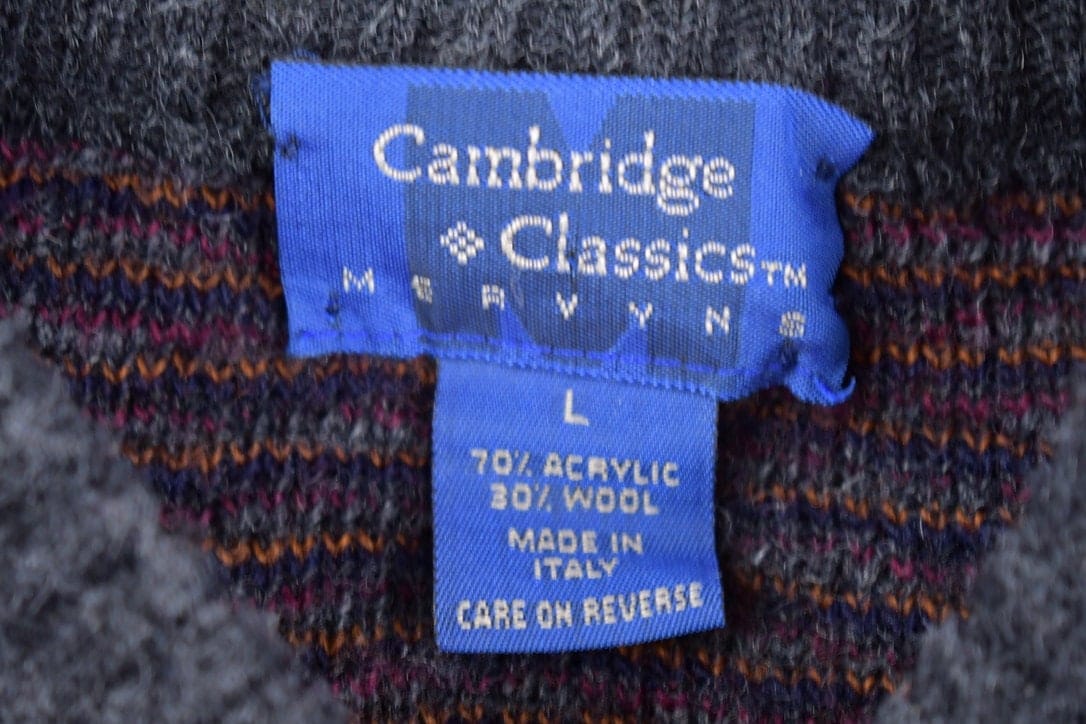 Cambridge
Classics™
MERVYNS
L
70% ACRYLIC
30% WOOL
MADE IN
ITALY
CARE ON REVERSE